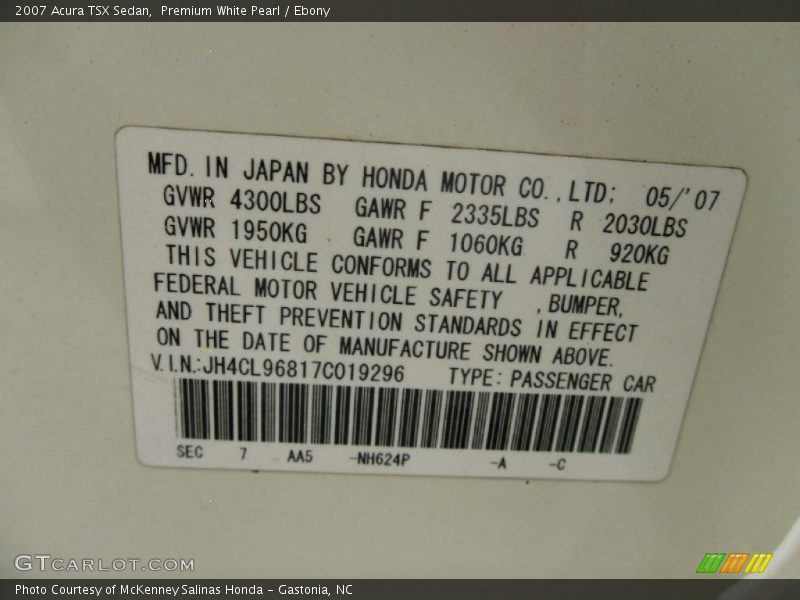 2007 Acura TSX Sedan, Premium White Pearl / Ebony
MFD. IN JAPAN BY HONDA MOTOR CO., LTD; 05/'07
GVWR 4300LBS GAWR F 2335LBS R 2030LBS
GVWR 1950KG GAWR F 1060KG R 920KG
THIS VEHICLE CONFORMS TO ALL APPLICABLE
FEDERAL MOTOR VEHICLE SAFETY , BUMPER,
AND THEFT PREVENTION STANDARDS IN EFFECT
ON THE DATE OF MANUFACTURE SHOWN ABOVE.
V.I.N.:JH4CL96817C019296 TYPE: PASSENGER CAR
SEC 7 AA5 -NH624P -A -C
GTCARLOT.COM
Photo Courtesy of McKenney Salinas Honda - Gastonia, NC